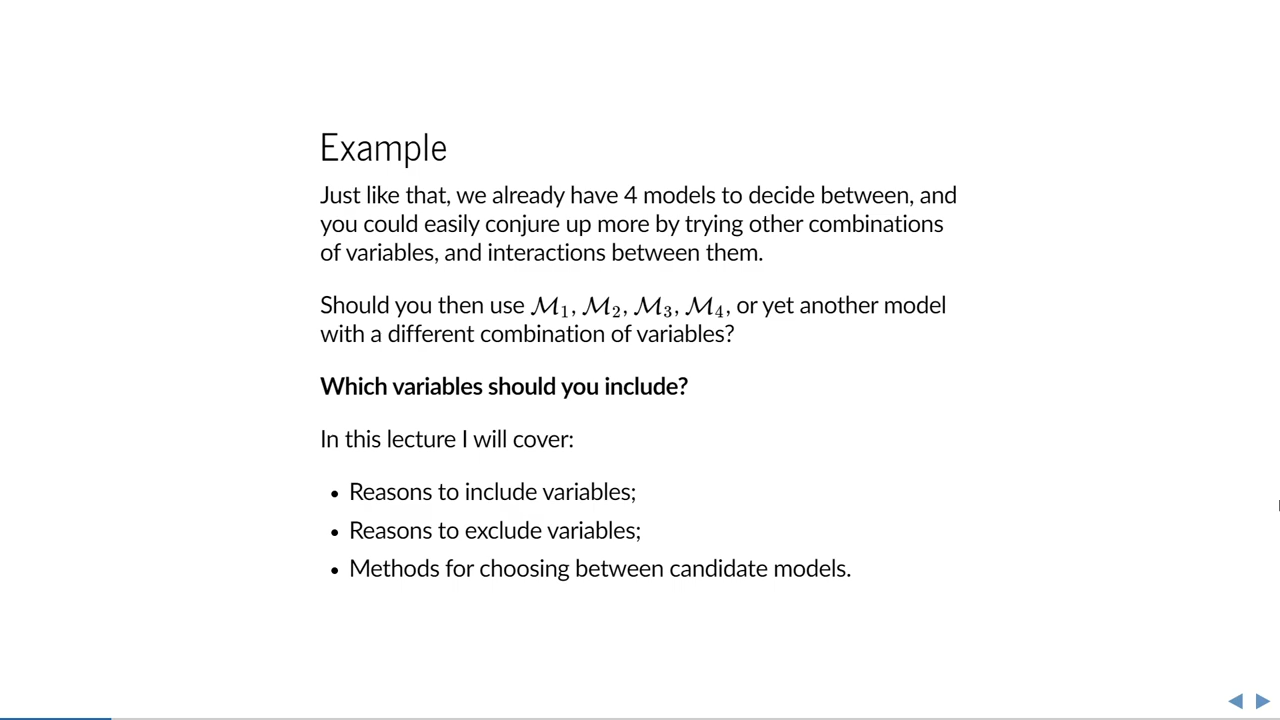 Example
Just like that, we already have 4 models to decide between, and
you could easily conjure up more by trying other combinations
of variables, and interactions between them.
Should you then use ℳ₁, ℳ₂, ℳ₃, ℳ₄, or yet another model
with a different combination of variables?
Which variables should you include?
In this lecture I will cover:
• Reasons to include variables;
• Reasons to exclude variables;
• Methods for choosing between candidate models.